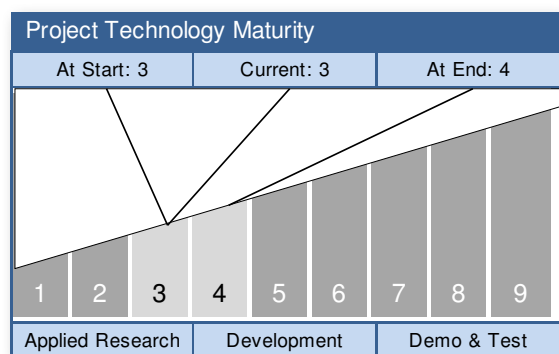 Project Technology Maturity
At Start: 3 Current: 3 At End: 4
1 2 3 4 5 6 7 8 9
Applied Research Development Demo & Test